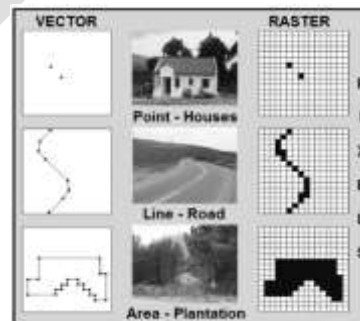 VECTOR RASTER
Point - Houses
Line - Road
Area - Plantation